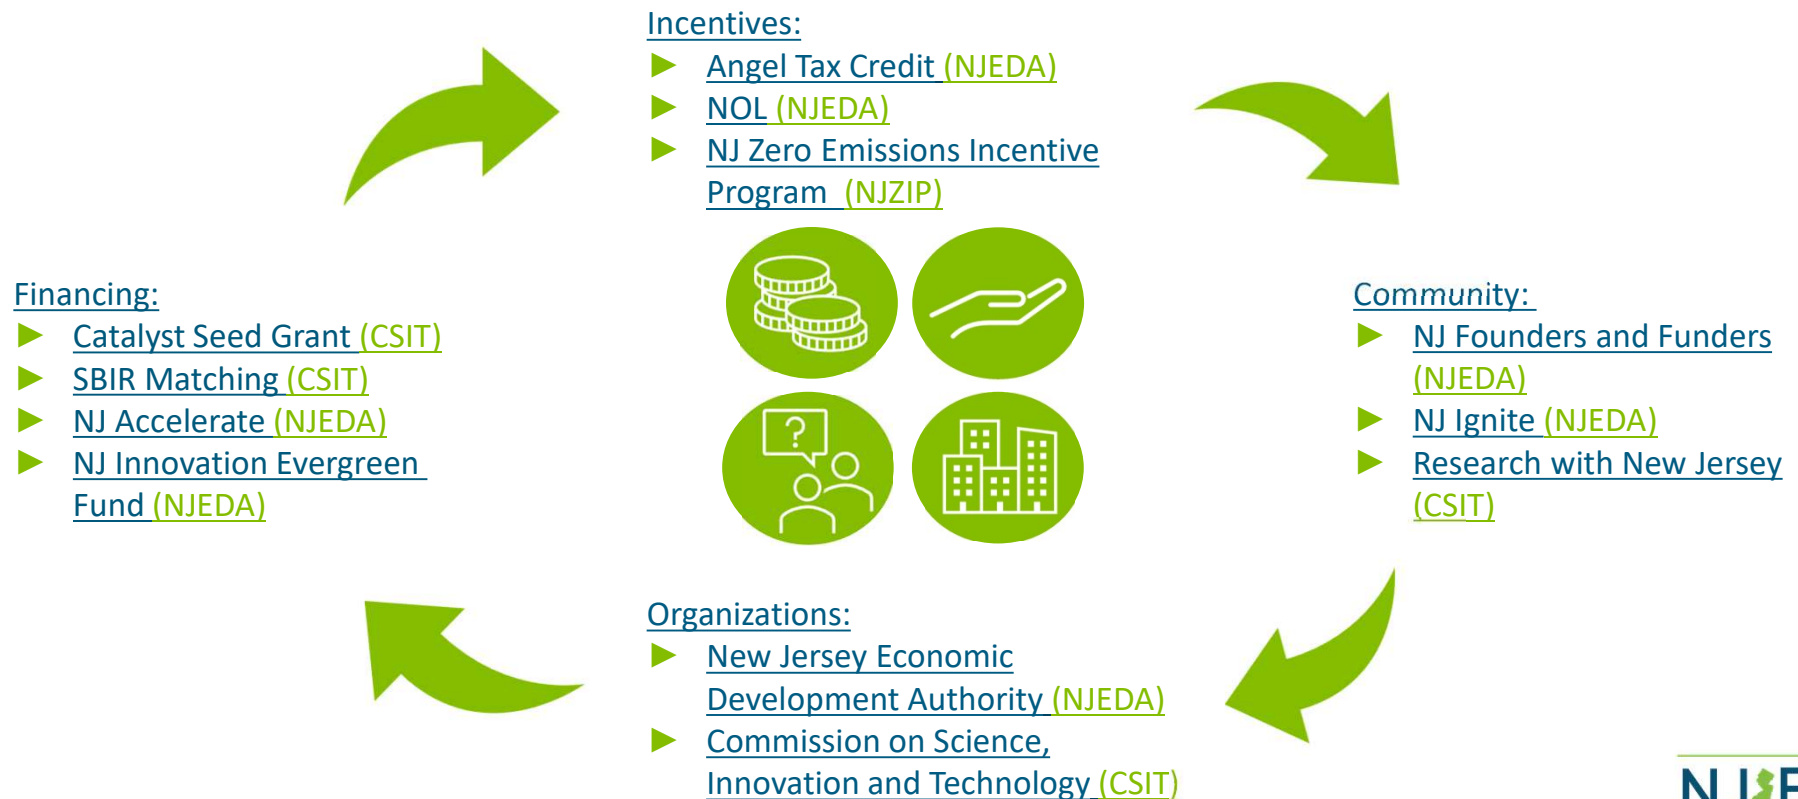 Incentives:
► Angel Tax Credit (NJEDA)
► NOL (NJEDA)
► NJ Zero Emissions Incentive
Program (NJZIP)
Financing:
► Catalyst Seed Grant (CSIT)
► SBIR Matching (CSIT)
► NJ Accelerate (NJEDA)
► NJ Innovation Evergreen
Fund (NJEDA)
?
Community:
► NJ Founders and Funders
(NJEDA)
► NJ Ignite (NJEDA)
► Research with New Jersey
(CSIT)
Organizations:
► New Jersey Economic
Development Authority (NJEDA)
► Commission on Science,
Innovation and Technology (CSIT)